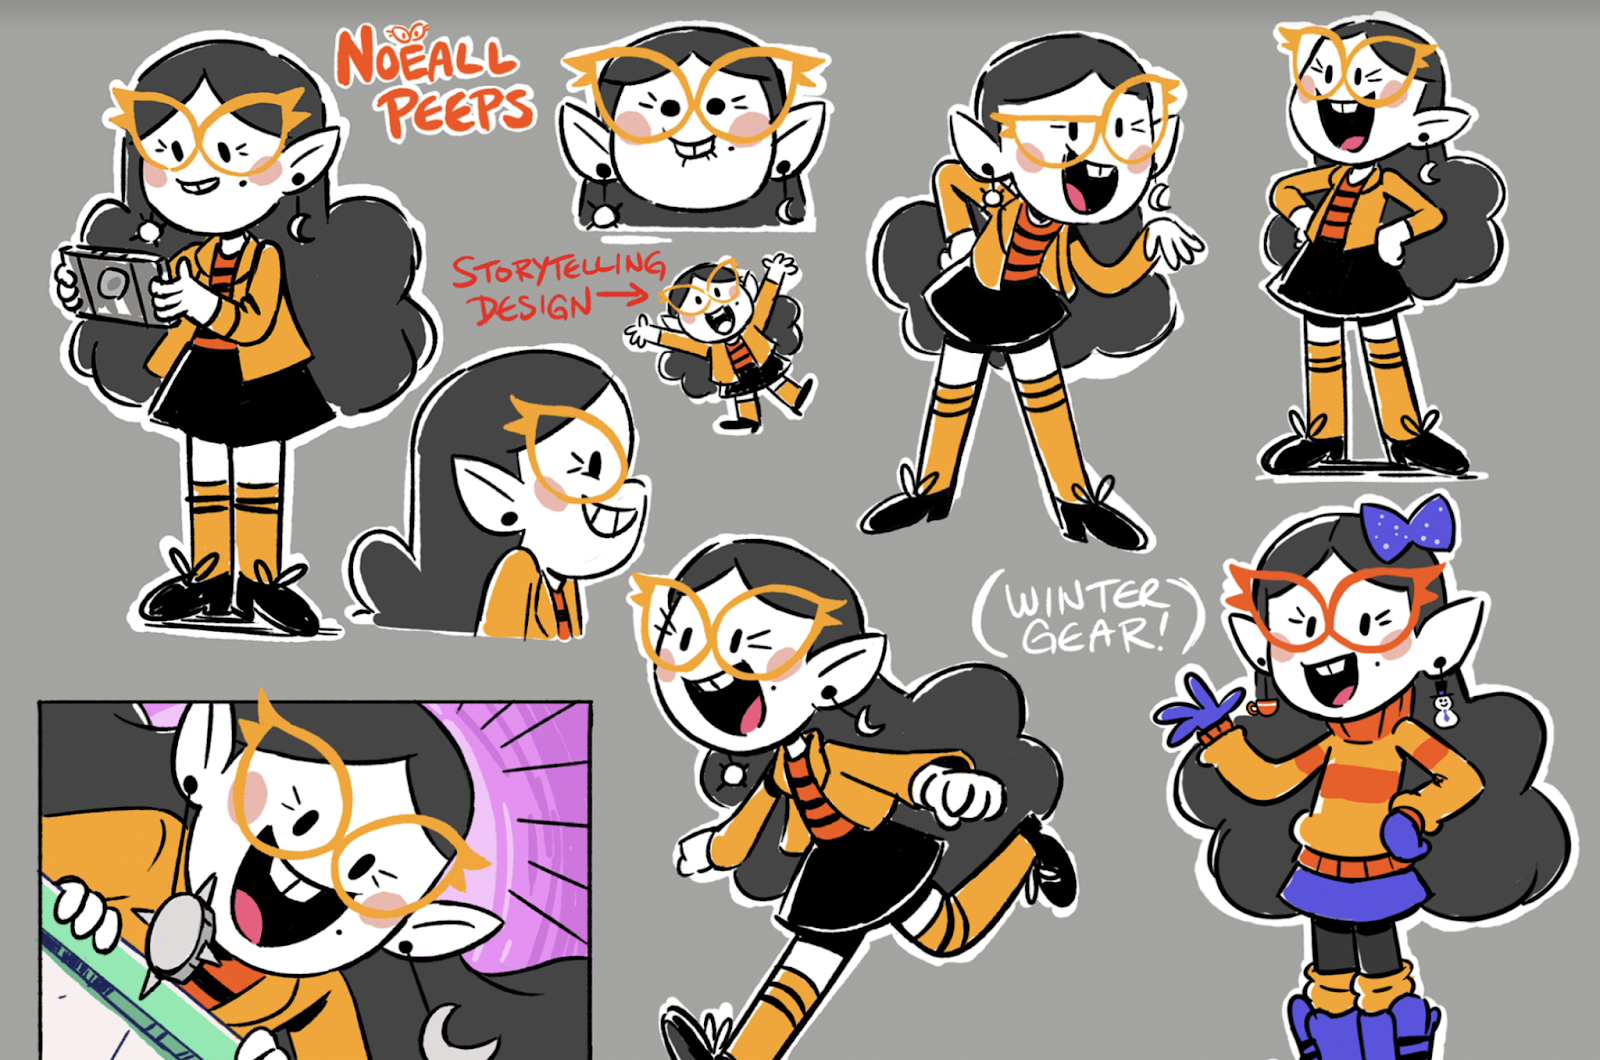 NOEALL
PEEPS
STORYTELLING
DESIGN
(WINTER
GEAR!)